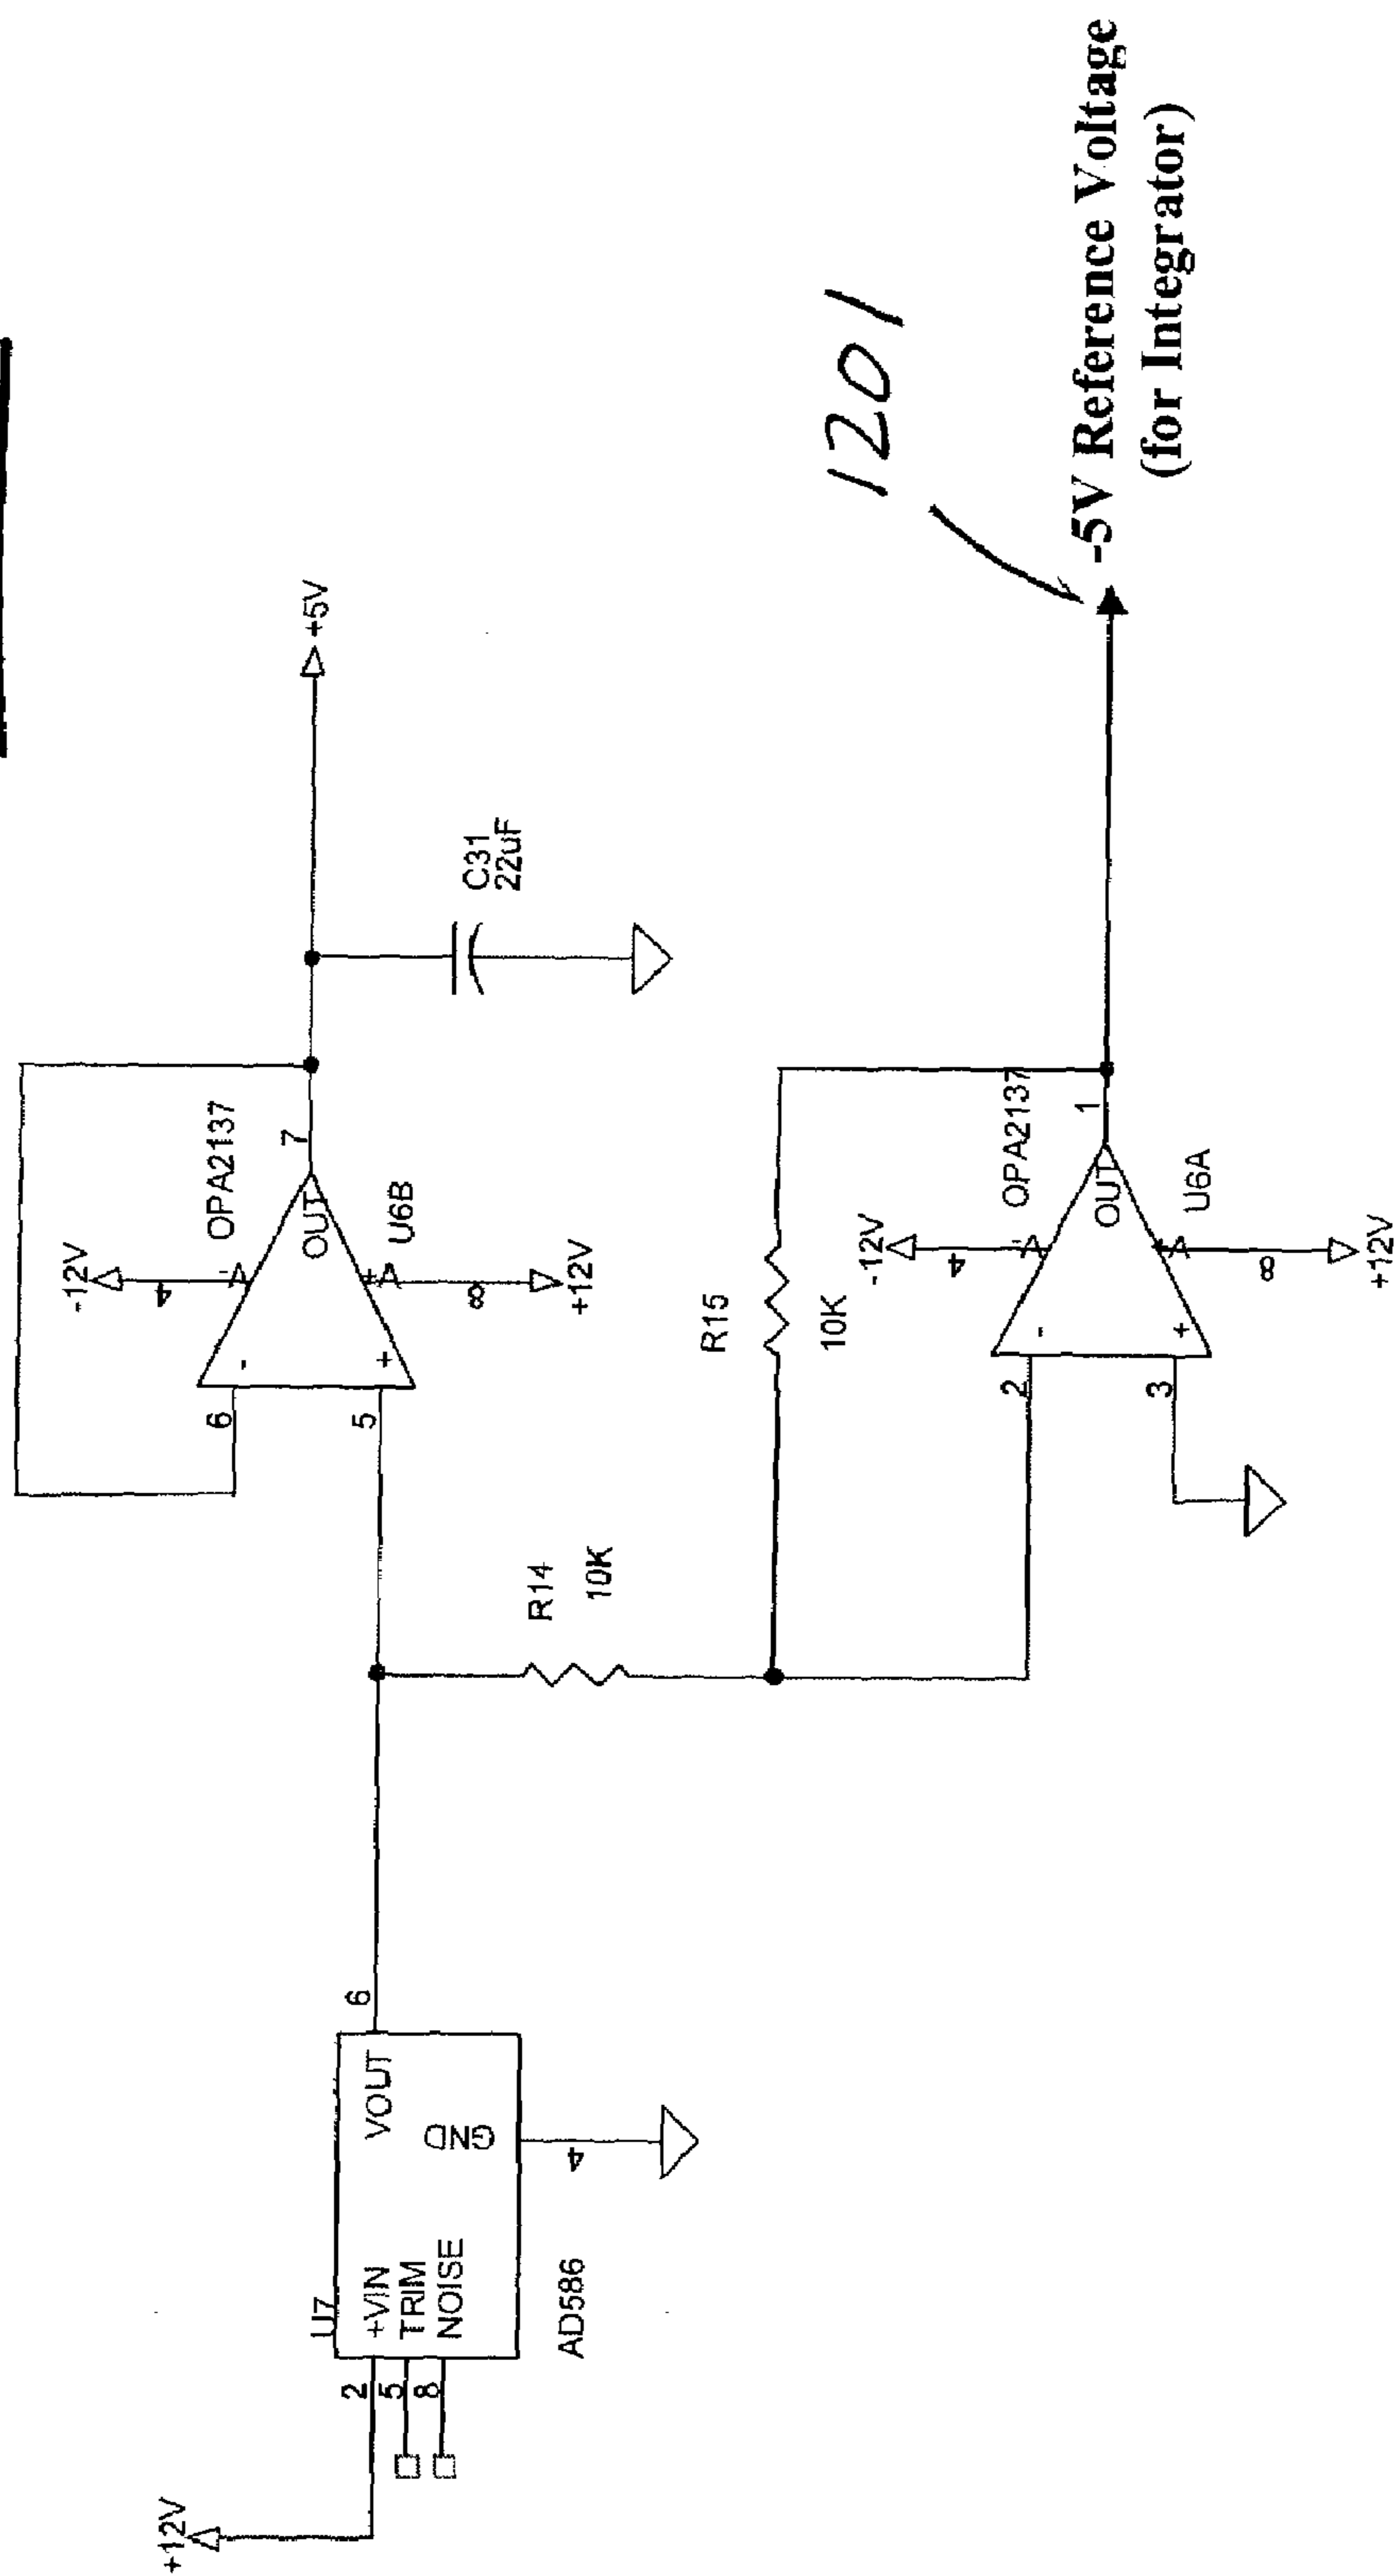 +12V
U7
2
5
8
+VIN
TRIM
NOISE
VOUT
GND
6
4
AD586
-12V
4
OPA2137
6
-
5
+
OUT
7
-
V
+
V
U6B
8
+12V
+5V
C31
22uF
R14
10K
R15
10K
-12V
4
OPA2137
2
-
3
+
OUT
1
-
V
+
V
U6A
8
+12V
1201
-5V Reference Voltage
(for Integrator)